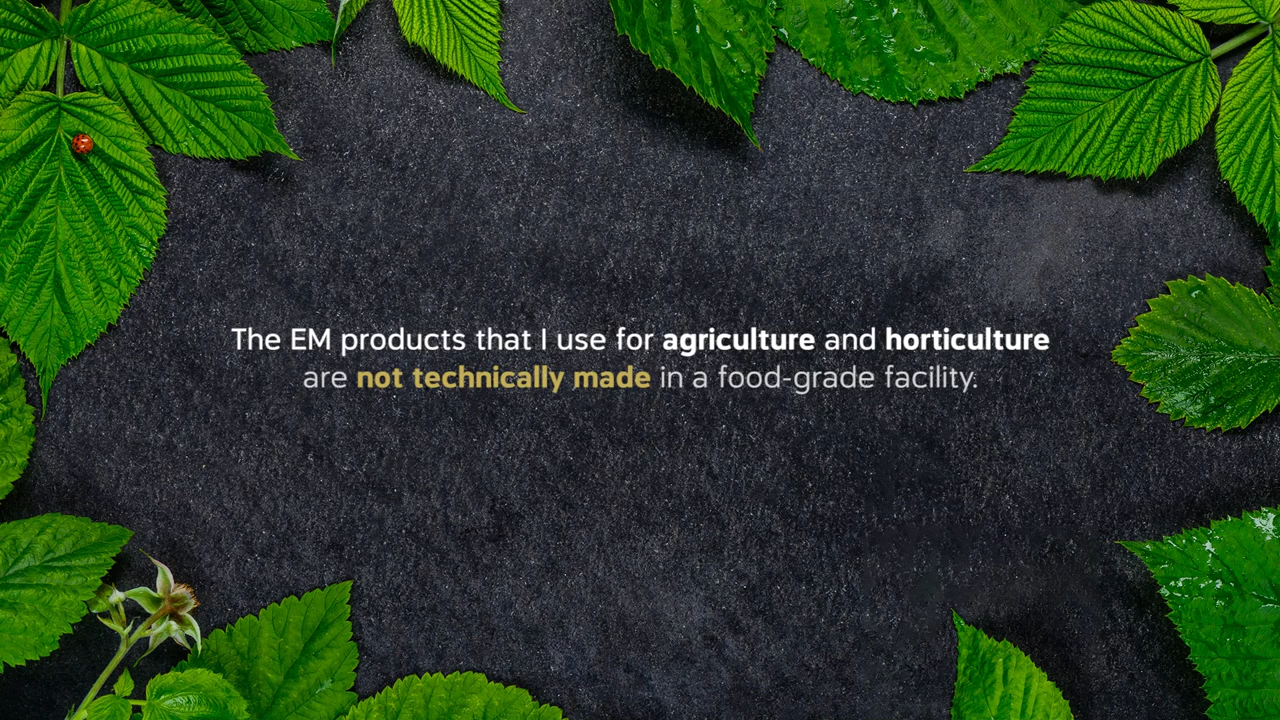 The EM products that I use for agriculture and horticulture
are not technically made in a food-grade facility.